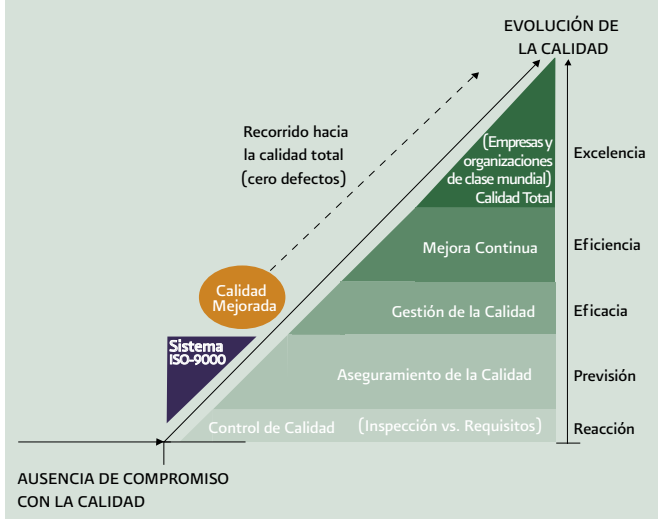 EVOLUCIÓN DE
LA CALIDAD
Recorrido hacia
la calidad total
(cero defectos)
(Empresas y
organizaciones
de clase mundial)
Calidad Total
Excelencia
Mejora Continua
Eficiencia
Calidad
Mejorada
Gestión de la Calidad
Eficacia
Sistema
ISO-9000
Aseguramiento de la Calidad
Previsión
Control de Calidad (Inspección vs. Requisitos)
Reacción
AUSENCIA DE COMPROMISO
CON LA CALIDAD